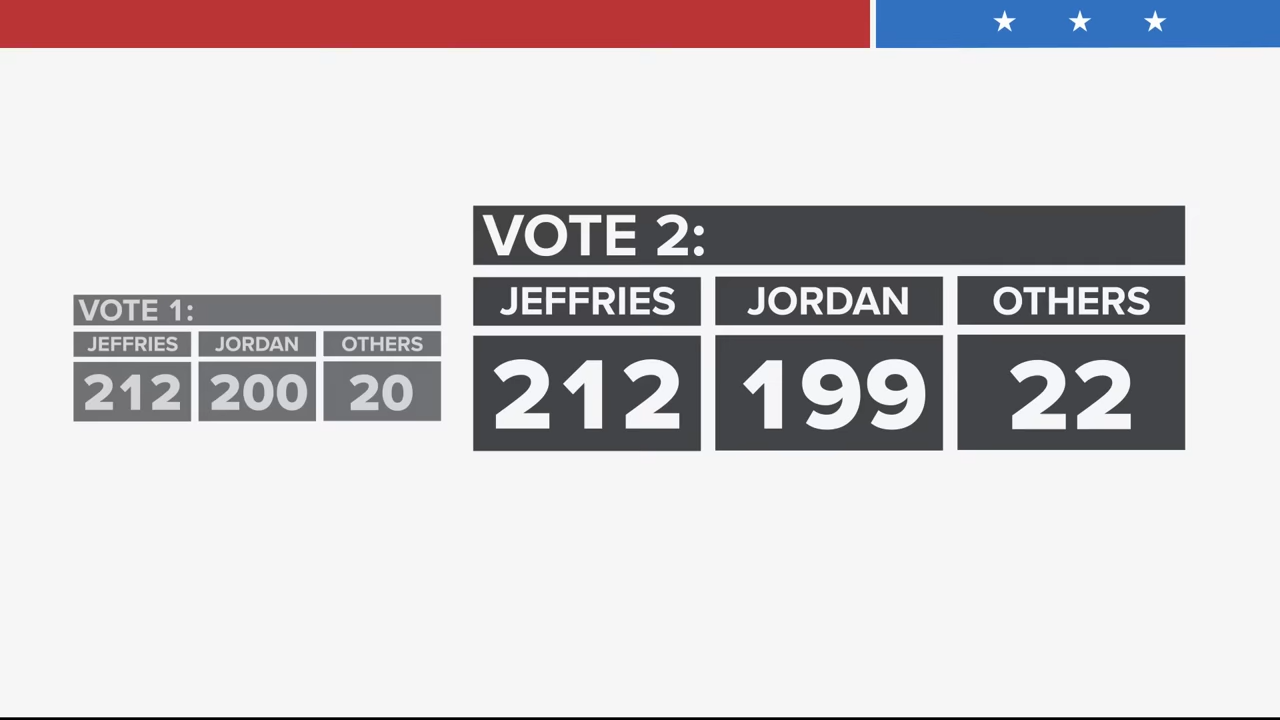 VOTE 1:
JEFFRIES JORDAN OTHERS
212 200 20
VOTE 2:
JEFFRIES JORDAN OTHERS
212 199 22